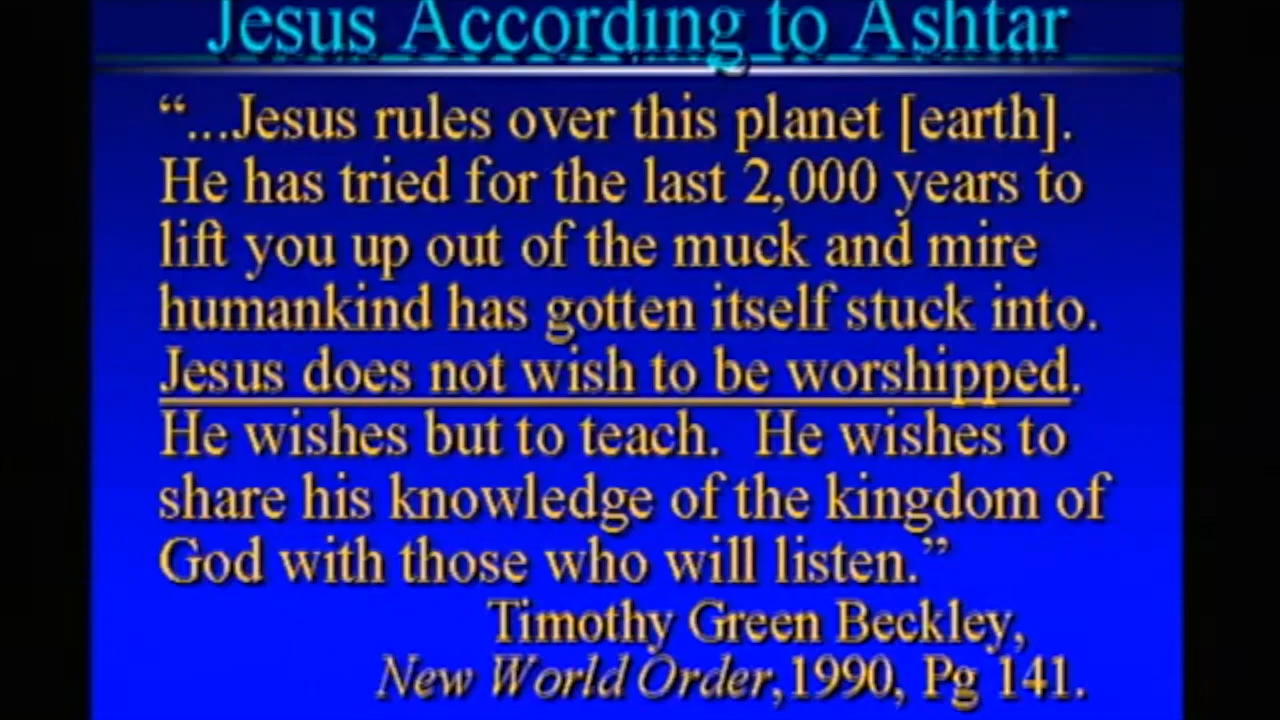 Jesus According to Ashtar
“...Jesus rules over this planet [earth].
He has tried for the last 2,000 years to
lift you up out of the muck and mire
humankind has gotten itself stuck into.
Jesus does not wish to be worshipped.
He wishes but to teach.  He wishes to
share his knowledge of the kingdom of
God with those who will listen.”
Timothy Green Beckley,
New World Order,1990, Pg 141.